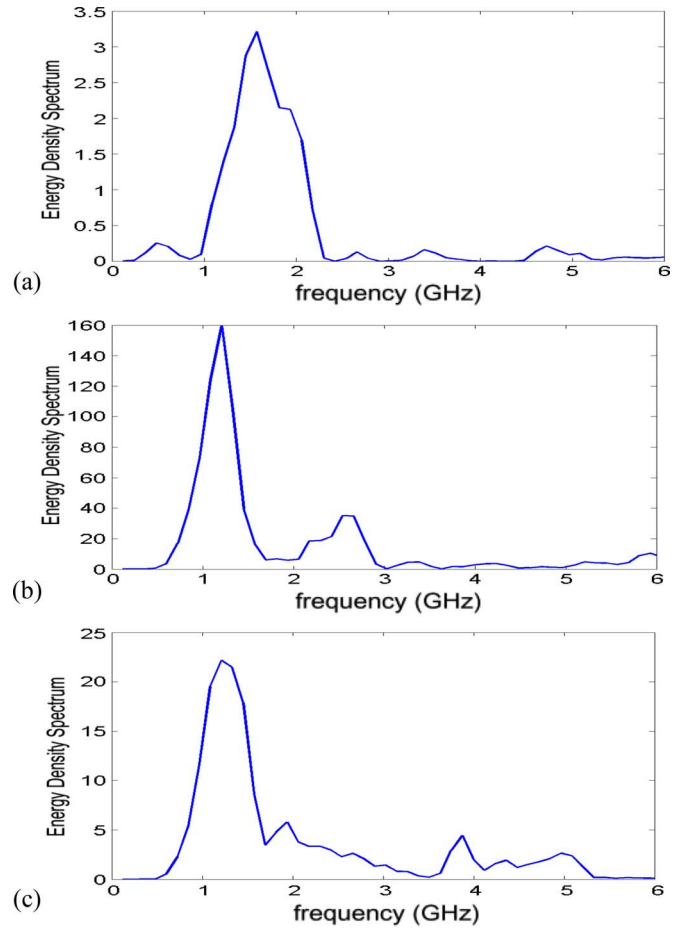 3.5
3
2.5
2
1.5
1
0.5
0
Energy Density Spectrum
1 2 3 4 5 6
frequency (GHz)
(a)
160
140
120
100
80
60
40
20
0
Energy Density Spectrum
0 1 2 3 4 5 6
frequency (GHz)
(b)
25
20
15
10
5
0
Energy Density Spectrum
0 1 2 3 4 5 6
frequency (GHz)
(c)